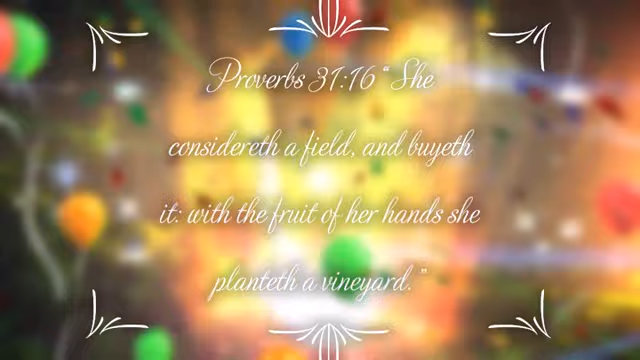 Proverbs 31:16 “She
considereth a field, and buyeth
it: with the fruit of her hands she
planteth a vineyard.”